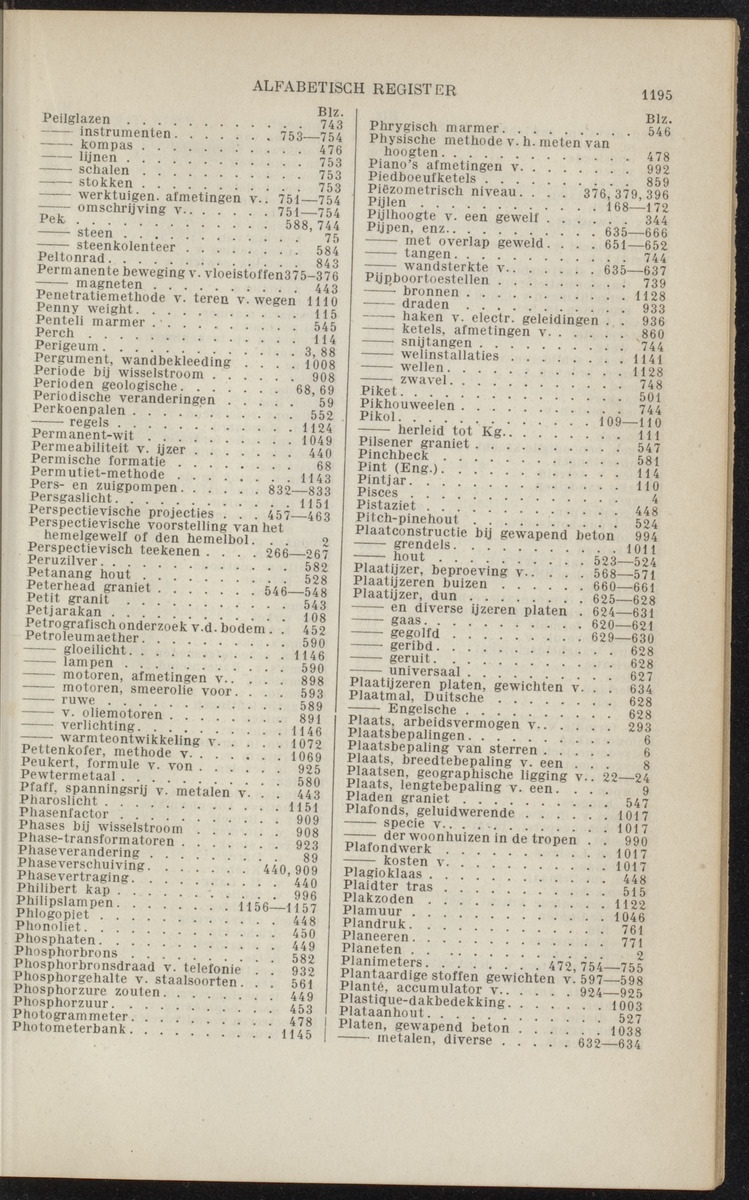 ALFABETISCH REGISTER
1195
Blz.
Peilglazen . . . . . . . . . . . 743
—— instrumenten . . . . . . 753—754
—— kompas . . . . . . . . . 476
—— lijnen . . . . . . . . . 753
—— schalen . . . . . . . . . 753
—— stokken . . . . . . . . . 753
—— werktuigen. afmetingen v. . 751—754
—— omschrijving v. . . . . . 751—754
Pek . . . . . . . . . . . 588, 744
—— steen . . . . . . . . . . 75
—— steenkolenteer . . . . . . . 584
Peltonrad . . . . . . . . . . . 843
Permanente beweging v. vloeistoffen 375-376
—— magneten . . . . . . . . 443
Penetratiemethode v. teren v. wegen 1110
Penny weight . . . . . . . . . . 115
Penteli marmer . . . . . . . . . 545
Perch . . . . . . . . . . . . 114
Perigeum . . . . . . . . . . . 3, 88
Pergument, wandbekleding . . . . 1008
Periode bij wisselstroom . . . . . . 908
Perioden geologische . . . . . . . 68, 69
Periodische veranderingen . . . . . 59
Perkoenpalen . . . . . . . . . . 552
—— regels . . . . . . . . . . 1124
Permanent-wit . . . . . . . . . 1049
Permeabiliteit v. ijzer . . . . . . . 440
Permische formatie . . . . . . . . 68
Permutiet-methode . . . . . . . 1143
Pers- en zuigpompen . . . . . 832—833
Persgaslicht . . . . . . . . . . 1151
Perspectievische projecties . . . 457—463
Perspectievische voorstelling van het
hemelgewelf of den hemelbol . . . 2
Perspectievisch teekenen . . . . 266—267
Peruzilver . . . . . . . . . . . 582
Petanang hout . . . . . . . . . 528
Peterhead graniet . . . . . . 546—548
Petit granit . . . . . . . . . . 543
Petjarakan . . . . . . . . . . . 108
Petrografisch onderzoek v.d. bodem . . 452
Petroleumaether . . . . . . . . . 590
—— gloeilicht . . . . . . . . . 1146
—— lampen . . . . . . . . . . 590
—— motoren, afmetingen v. . . . . 898
—— motoren, smeerolie voor . . . . 593
—— ruwe . . . . . . . . . . 589
—— v. oliemotoren . . . . . . . 891
—— verlichting . . . . . . . . 1146
—— warmteontwikkeling v. . . . . 1072
Pettenkofer, methode v. . . . . . . 1069
Peukert, formule v. von . . . . . . 925
Pewtermetaal . . . . . . . . . . 580
Pfaff, spanningsrij v. metalen v. . . . 443
Pharoslicht . . . . . . . . . . 1151
Phasenfactor . . . . . . . . . . 909
Phases bij wisselstroom . . . . . . 908
Phase-transformatoren . . . . . . . 923
Phaseverandering . . . . . . . . . 89
Phaseverschuiving . . . . . . . 440, 909
Phasevertraging . . . . . . . . . 440
Philibert kap . . . . . . . . . . 996
Philipslampen . . . . . . . 1156—1157
Phlogopiet . . . . . . . . . . . 448
Phonoliet . . . . . . . . . . . 450
Phosphaten . . . . . . . . . . . 449
Phosphorbrons . . . . . . . . . 582
Phosphorbronsdraad v. telefonie . . 932
Phosphorgehalte v. staalsoorten . . . 561
Phosphorzure zouten . . . . . . . 449
Phosphorzuur . . . . . . . . . . 453
Photogrammeter . . . . . . . . . 478
Photometerbank . . . . . . . . . 1145
Blz.
Phrygisch marmer . . . . . . . . 546
Physische methode v. h. meten van
hoogten . . . . . . . . . . 478
Piano's afmetingen v. . . . . . . . 992
Piedboeufketels . . . . . . . . . 859
Piëzometrisch niveau . . . . 376, 379, 396
Pijlen . . . . . . . . . . . 168—172
Pijlhoogte v. een gewelf . . . . . . 344
Pijpen, enz. . . . . . . . . . 635—666
—— met overlap geweld . . . . 651—652
—— tangen . . . . . . . . . . 744
—— wandsterkte v. . . . . . 635—637
Pijpboortoestellen . . . . . . . . 739
—— bronnen . . . . . . . . . 1128
—— draden . . . . . . . . . . 933
—— haken v. electr. geleidingen . . 936
—— ketels, afmetingen v. . . . . . 860
—— snijtangen . . . . . . . . . 744
—— welinstallaties . . . . . . . 1141
—— wellen . . . . . . . . . . 1128
—— zwavel . . . . . . . . . . 748
Piket . . . . . . . . . . . . 501
Pikhouweelen . . . . . . . . . . 744
Pikol . . . . . . . . . . . 109—110
—— herleid tot Kg. . . . . . . . 111
Pilsener graniet . . . . . . . . . 547
Pinchbeck . . . . . . . . . . . 581
Pint (Eng.) . . . . . . . . . . . 114
Pintjar . . . . . . . . . . . . 110
Pisces . . . . . . . . . . . . 4
Pistaziet . . . . . . . . . . . 448
Pitch-pinehout . . . . . . . . . 524
Plaatconstructie bij gewapend beton 994
—— grendels . . . . . . . . . 1011
—— hout . . . . . . . . . 523—524
Plaatijzer, beproeving v. . . . . 568—571
Plaatijzeren buizen . . . . . . 660—661
Plaatijzer, dun . . . . . . . . 625—628
—— en diverse ijzeren platen . 624—631
—— gaas . . . . . . . . . 620—621
—— gegolfd . . . . . . . . 629—630
—— geribd . . . . . . . . . . 628
—— geruit . . . . . . . . . . 628
—— universaal . . . . . . . . 627
Plaatijzeren platen, gewichten v. . . 634
Plaatmal, Duitsche . . . . . . . . 628
—— Engelsche . . . . . . . . . 628
Plaats, arbeidsvermogen v. . . . . . 293
Plaatsbepalingen . . . . . . . . . 6
Plaatsbepaling van sterren . . . . . 6
Plaats, breedtebepaling v. een . . . 8
Plaatsen, geographische ligging v. . 22—24
Plaats, lengtebepaling v. een . . . . 9
Pladen graniet . . . . . . . . . 547
Plafonds, geluidwerende . . . . . . 1017
—— specie v. . . . . . . . . . 1017
—— der woonhuizen in de tropen . . 990
Plafondwerk . . . . . . . . . . 1017
—— kosten v. . . . . . . . . . 1017
Plagioklaas . . . . . . . . . . . 448
Plaidter tras . . . . . . . . . . 515
Plakzoden . . . . . . . . . . . 1122
Plamuur . . . . . . . . . . . . 1046
Plandruk . . . . . . . . . . . 761
Planeeren . . . . . . . . . . . 771
Planeten . . . . . . . . . . . 2
Planimeters . . . . . . . . 472, 754—755
Plantaardige stoffen gewichten v. 597—598
Planté, accumulator v. . . . . . 924—925
Plastique-dakbedekking . . . . . . 1003
Plataanhout . . . . . . . . . . 527
Platen, gewapend beton . . . . . . 1038
—— metalen, diverse . . . . . 632—634